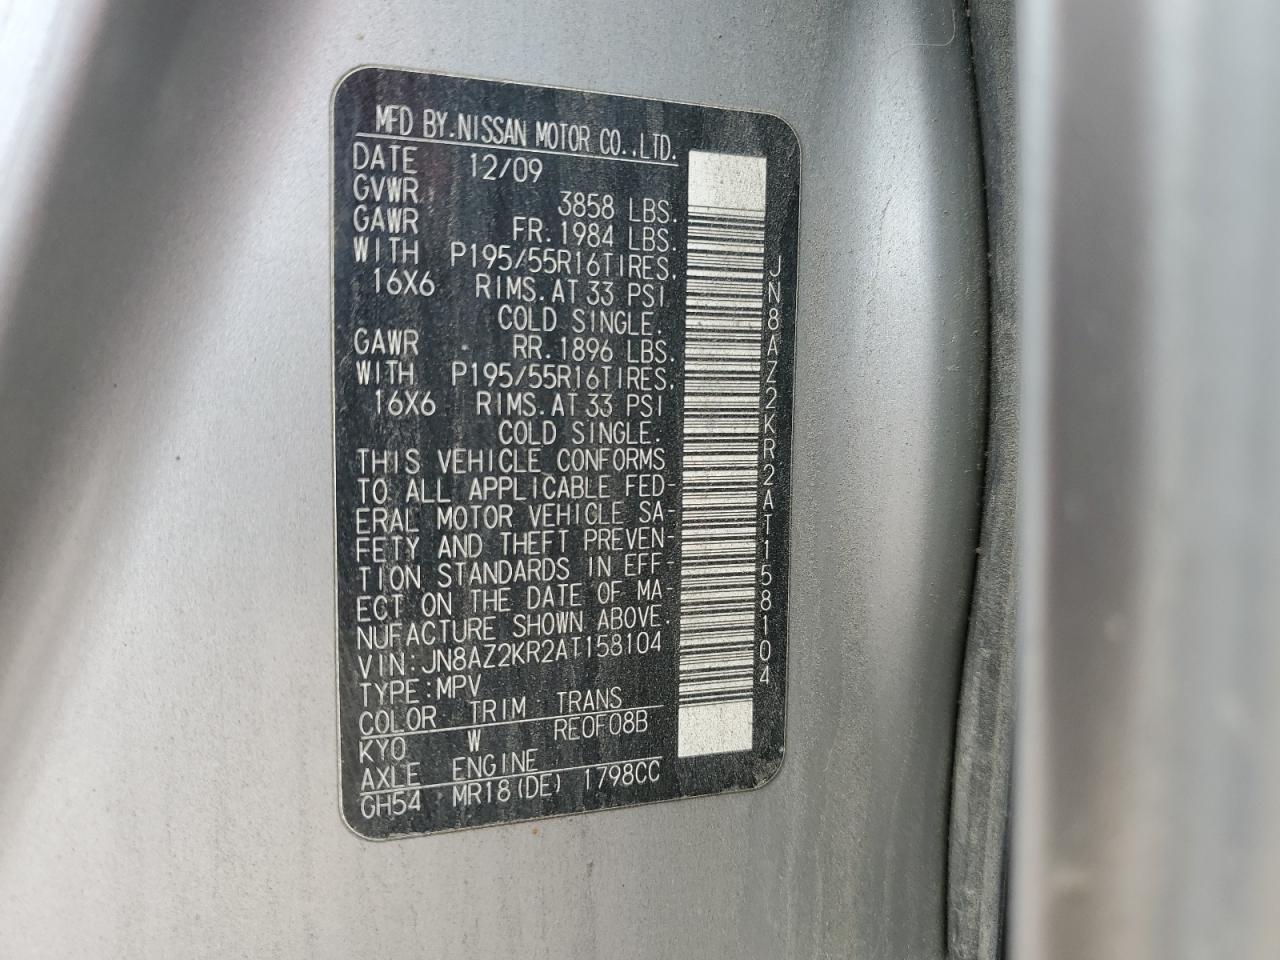 MFD BY.NISSAN MOTOR CO.,LTD.
DATE 12/09
GVWR 3858 LBS.
GAWR FR.1984 LBS.
WITH P195/55R16TIRES.
16X6 RIMS.AT 33 PSI
COLD SINGLE.
GAWR RR.1896 LBS.
WITH P195/55R16TIRES.
16X6 RIMS.AT 33 PSI
COLD SINGLE.
THIS VEHICLE CONFORMS
TO ALL APPLICABLE FED-
ERAL MOTOR VEHICLE SA-
FETY AND THEFT PREVEN-
TION STANDARDS IN EFF-
ECT ON THE DATE OF MA-
NUFACTURE SHOWN ABOVE.
VIN:JN8AZ2KR2AT158104
TYPE:MPV
COLOR TRIM TRANS
KY0 W RE0F08B
AXLE ENGINE
GH54 MR18(DE) 1798CC
JN8AZ2KR2AT158104